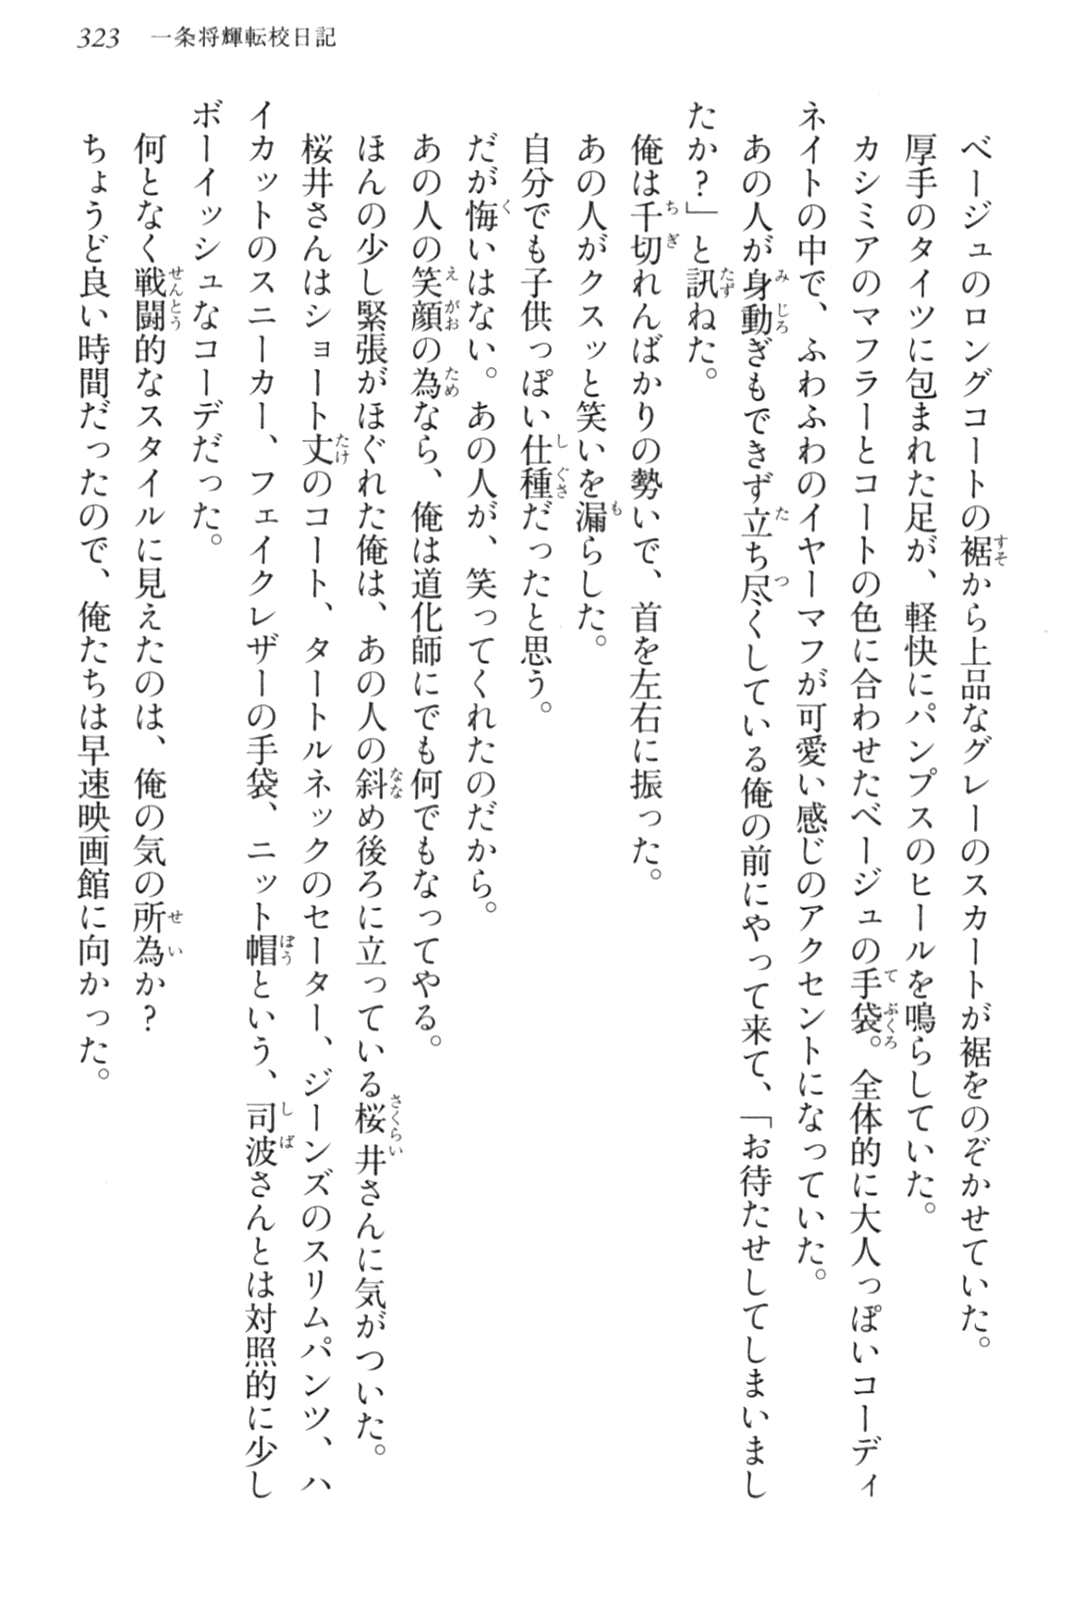 323 一条将輝転校日記
ベージュのロングコートの裾から上品なグレーのスカートが裾をのぞかせていた。
厚手のタイツに包まれた足が、軽快にパンプスのヒールを鳴らしていた。
カシミアのマフラーとコートの色に合わせたベージュの手袋。全体的に大人っぽいコーディ
ネイトの中で、ふわふわのイヤーマフが可愛い感じのアクセントになっていた。
あの人が身動ぎもできず立ち尽くしている俺の前にやって来て、「お待たせしてしまいまし
たか？」と訊ねた。
俺は千切れんばかりの勢いで、首を左右に振った。
あの人がクスッと笑いを漏らした。
自分でも子供っぽい仕種だったと思う。
だが悔いはない。あの人が、笑ってくれたのだから。
あの人の笑顔の為なら、俺は道化師にでも何でもなってやる。
ほんの少し緊張がほぐれた俺は、あの人の斜め後ろに立っている桜井さんに気がついた。
桜井さんはショート丈のコート、タートルネックのセーター、ジーンズのスリムパンツ、ハ
イカットのスニーカー、フェイクレザーの手袋、ニット帽という、司波さんとは対照的に少し
ボーイッシュなコーデだった。
何となく戦闘的なスタイルに見えたのは、俺の気の所為か？
ちょうど良い時間だったので、俺たちは早速映画館に向かった。